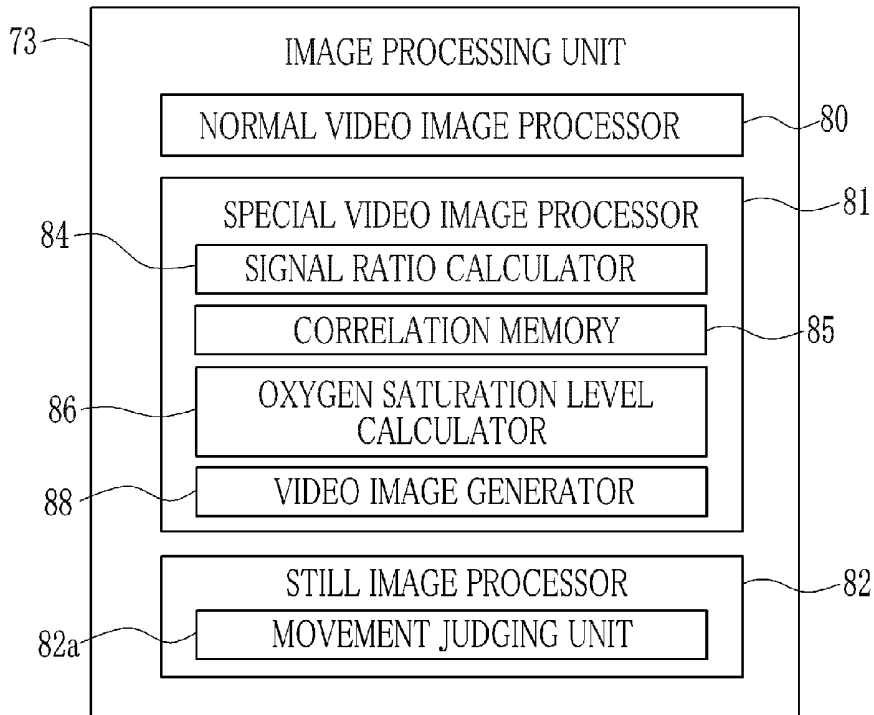 73
IMAGE PROCESSING UNIT
NORMAL VIDEO IMAGE PROCESSOR
80
SPECIAL VIDEO IMAGE PROCESSOR
81
84
SIGNAL RATIO CALCULATOR
CORRELATION MEMORY
85
86
OXYGEN SATURATION LEVEL
CALCULATOR
88
VIDEO IMAGE GENERATOR
STILL IMAGE PROCESSOR
82
82a
MOVEMENT JUDGING UNIT